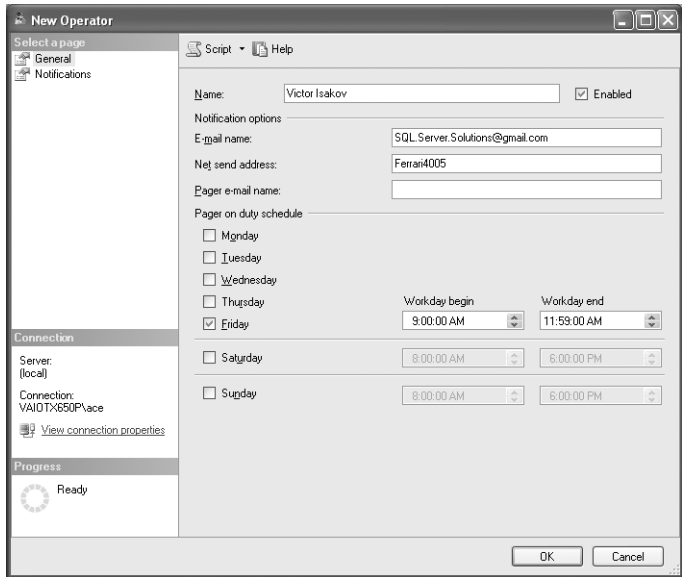 New Operator
Select a page
General
Notifications
Script Help
Name: Victor Isakov Enabled
Notification options
E-mail name: SQL.Server.Solutions@gmail.com
Net send address: Ferrari4005
Pager e-mail name:
Pager on duty schedule
Monday
Tuesday
Wednesday
Thursday Workday begin Workday end
Friday 9:00:00 AM 11:59:00 AM
Saturday 8:00:00 AM 6:00:00 PM
Sunday 8:00:00 AM 6:00:00 PM
Connection
Server:
(local)
Connection:
VAIOTX650P\ace
View connection properties
Progress
Ready
OK Cancel